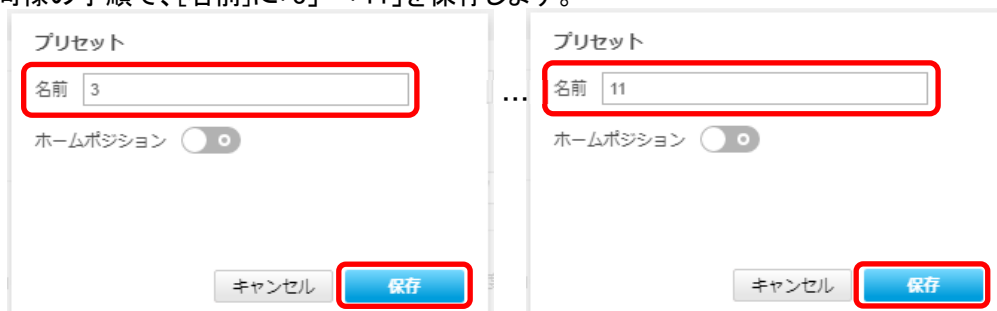 プリセット
名前 3
ホームポジション
キャンセル 保存
...
プリセット
名前 11
ホームポジション
キャンセル 保存